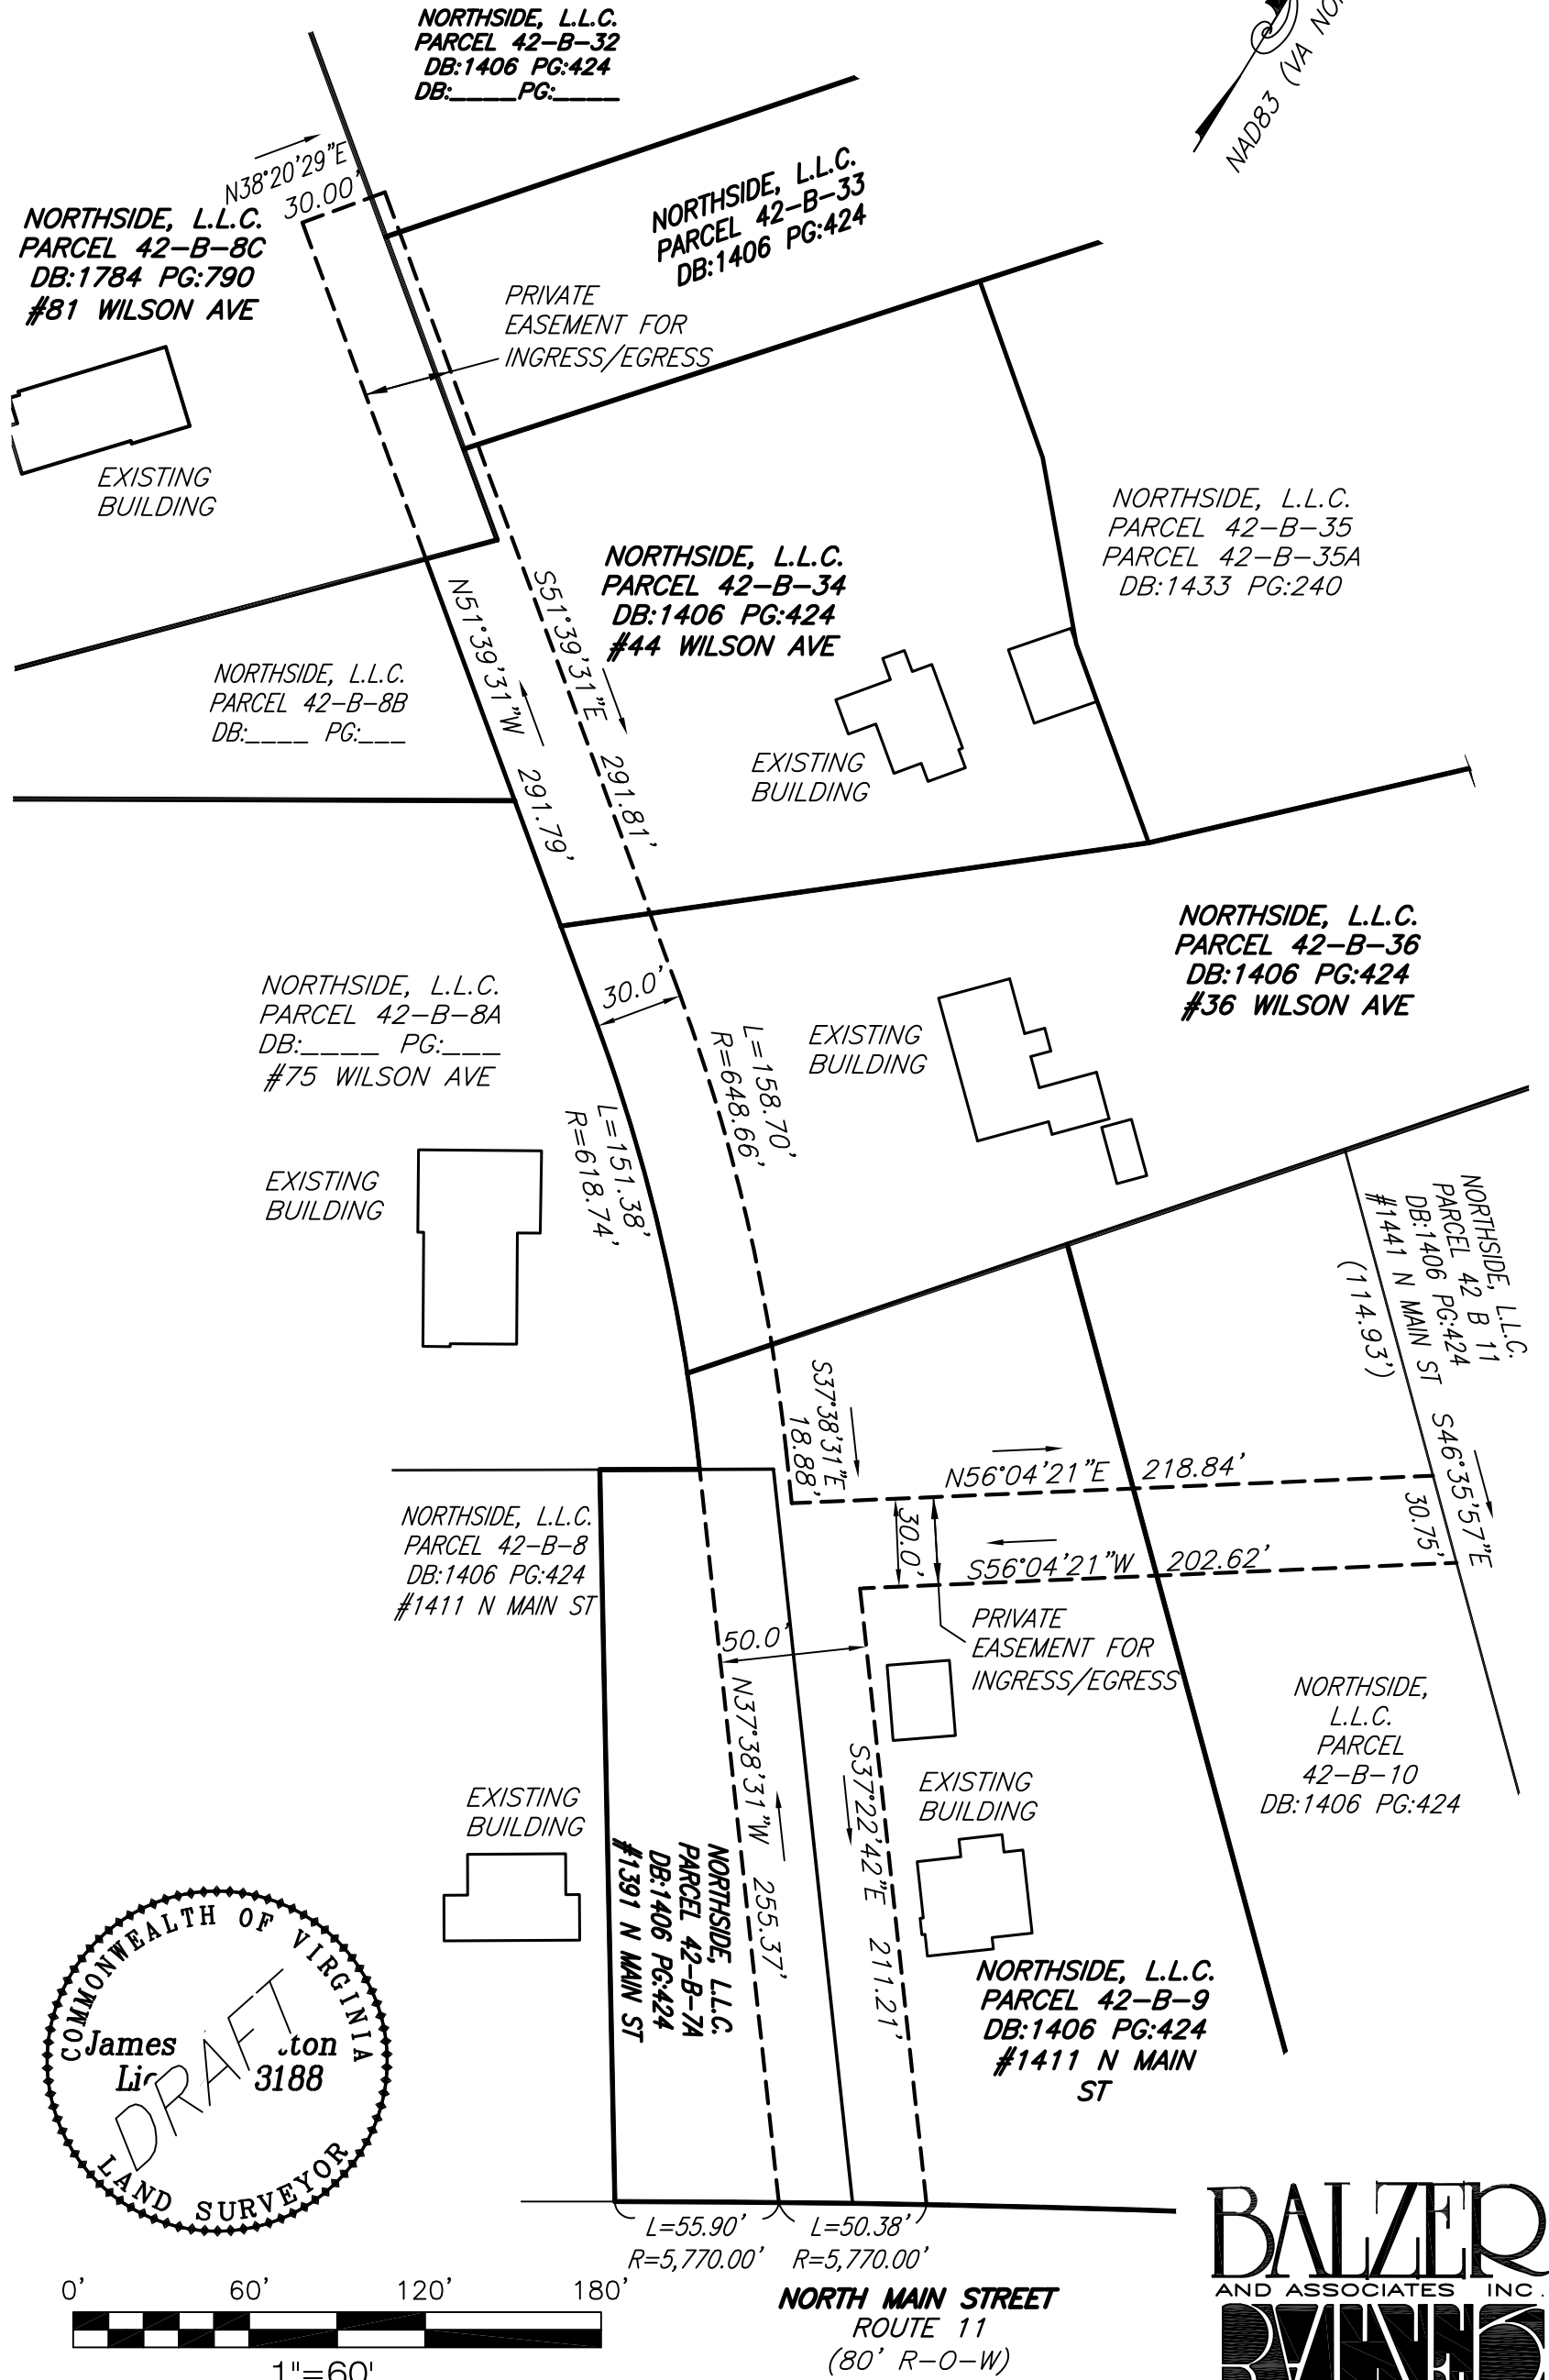 NORTHSIDE, L.L.C.
PARCEL 42-B-32
DB:1406 PG:424
DB:____PG:____
NAD83 (VA
N38°20'29"E
30.00'
NORTHSIDE, L.L.C.
PARCEL 42-B-33
DB:1406 PG:424
NORTHSIDE, L.L.C.
PARCEL 42-B-8C
DB:1784 PG:790
#81 WILSON AVE
PRIVATE
EASEMENT FOR
INGRESS/EGRESS
EXISTING
BUILDING
NORTHSIDE, L.L.C.
PARCEL 42-B-35
PARCEL 42-B-35A
DB:1433 PG:240
NORTHSIDE, L.L.C.
PARCEL 42-B-34
DB:1406 PG:424
#44 WILSON AVE
N51°39'31"W 291.79'
S51°39'31"E 291.81'
NORTHSIDE, L.L.C.
PARCEL 42-B-8B
DB:____ PG:___
EXISTING
BUILDING
NORTHSIDE, L.L.C.
PARCEL 42-B-36
DB:1406 PG:424
#36 WILSON AVE
NORTHSIDE, L.L.C.
PARCEL 42-B-8A
DB:____ PG:___
#75 WILSON AVE
30.0'
EXISTING
BUILDING
L=158.70'
R=648.66'
L=151.38'
R=618.74'
EXISTING
BUILDING
NORTHSIDE, L.L.C.
PARCEL 42 B 11
DB:1406 PG:424
#1441 N MAIN ST
(114.93')
S46°35'57"E
30.75'
S37°38'31"E
18.88'
N56°04'21"E 218.84'
30.0'
S56°04'21"W 202.62'
NORTHSIDE, L.L.C.
PARCEL 42-B-8
DB:1406 PG:424
#1411 N MAIN ST
PRIVATE
EASEMENT FOR
INGRESS/EGRESS
50.0'
N37°38'31"W 255.37'
S37°22'42"E 211.21'
NORTHSIDE,
L.L.C.
PARCEL
42-B-10
DB:1406 PG:424
EXISTING
BUILDING
EXISTING
BUILDING
NORTHSIDE, L.L.C.
PARCEL 42-B-7A
DB:1406 PG:424
#1391 N MAIN ST
NORTHSIDE, L.L.C.
PARCEL 42-B-9
DB:1406 PG:424
#1411 N MAIN
ST
COMMONWEALTH OF VIRGINIA
James ton
3188
DRAFT
LAND SURVEYOR
L=55.90'
R=5,770.00'
L=50.38'
R=5,770.00'
0' 60' 120' 180'
1"=60'
NORTH MAIN STREET
ROUTE 11
(80' R-O-W)
BALZER
AND ASSOCIATES INC.